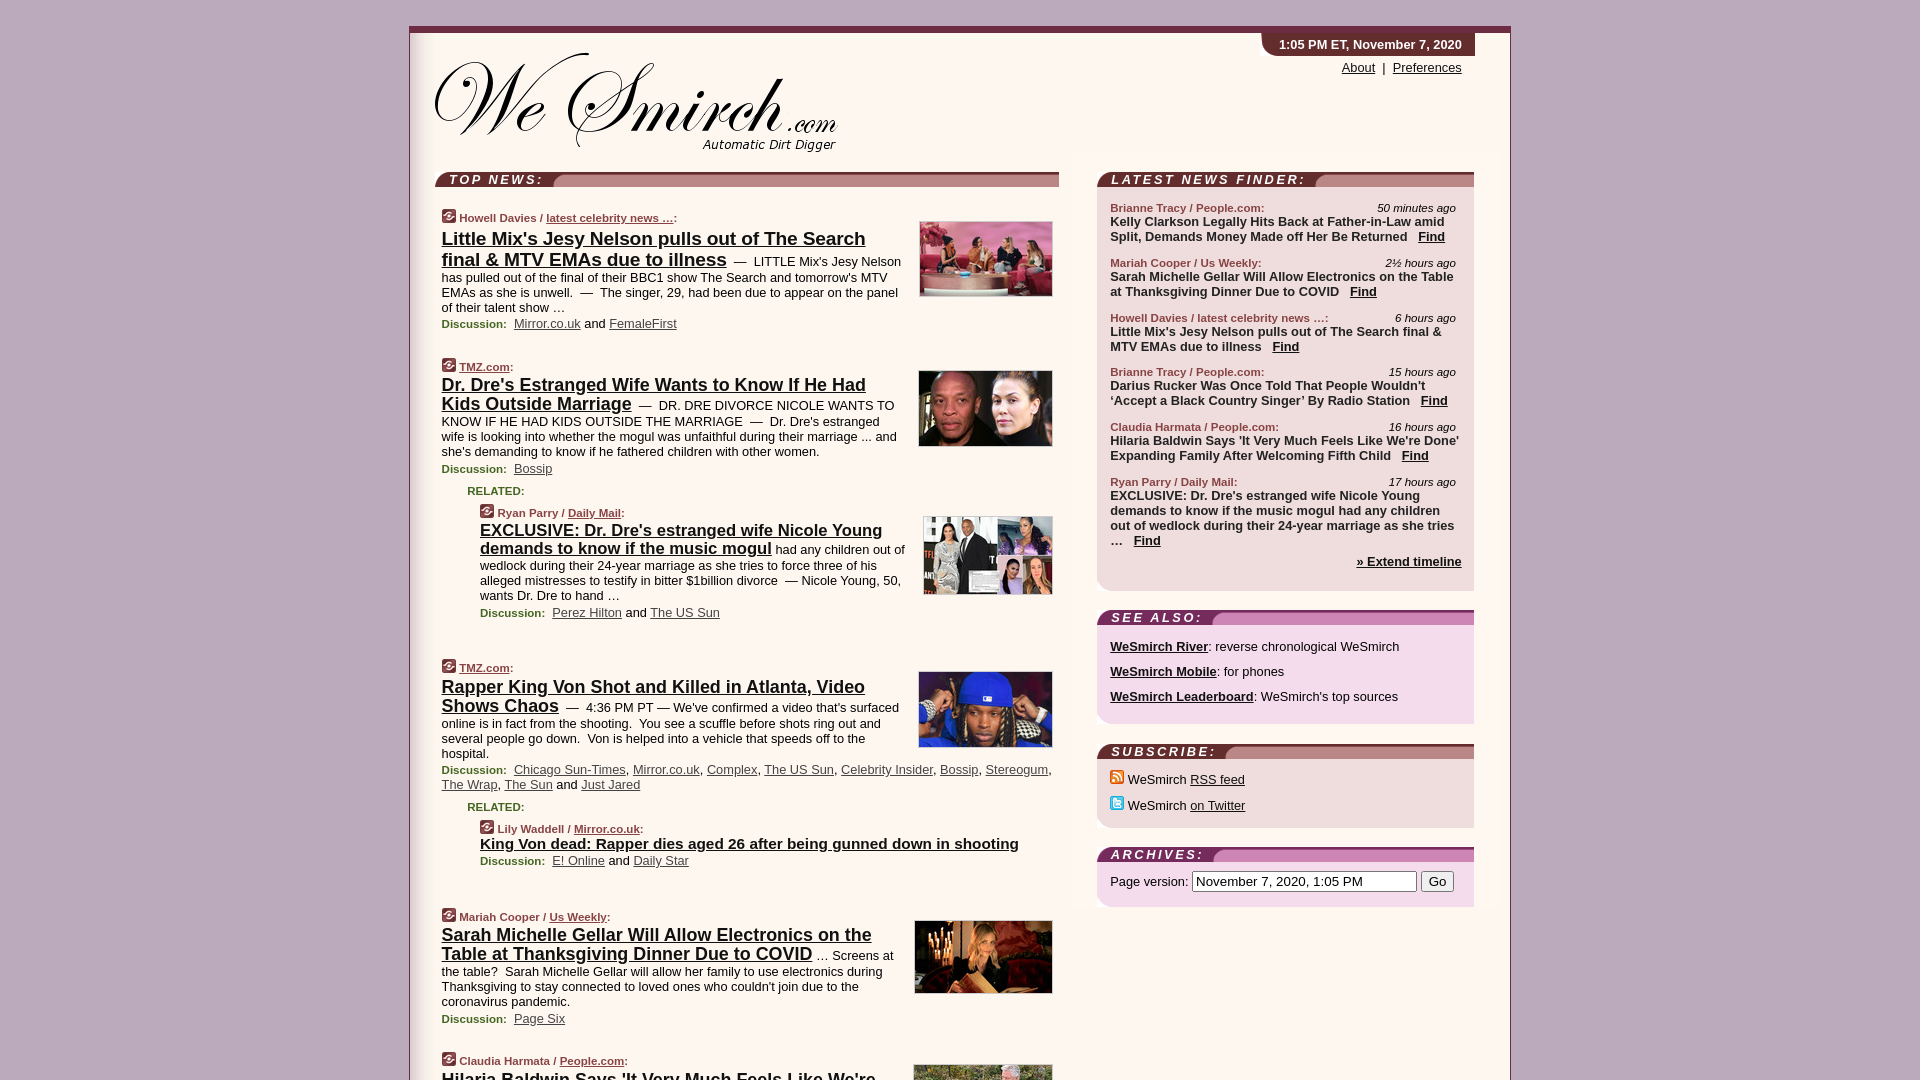 1:05 PM ET, November 7, 2020
About | Preferences
We Smirch .com
Automatic Dirt Digger
TOP NEWS:
Howell Davies / latest celebrity news …:
Little Mix's Jesy Nelson pulls out of The Search
final & MTV EMAs due to illness — LITTLE Mix's Jesy Nelson
has pulled out of the final of their BBC1 show The Search and tomorrow's MTV
EMAs as she is unwell. — The singer, 29, had been due to appear on the panel
of their talent show …
Discussion: Mirror.co.uk and FemaleFirst
TMZ.com:
Dr. Dre's Estranged Wife Wants to Know If He Had
Kids Outside Marriage — DR. DRE DIVORCE NICOLE WANTS TO
KNOW IF HE HAD KIDS OUTSIDE THE MARRIAGE — Dr. Dre's estranged
wife is looking into whether the mogul was unfaithful during their marriage ... and
she's demanding to know if he fathered children with other women.
Discussion: Bossip
RELATED:
Ryan Parry / Daily Mail:
EXCLUSIVE: Dr. Dre's estranged wife Nicole Young
demands to know if the music mogul had any children out of
wedlock during their 24-year marriage as she tries to force three of his
alleged mistresses to testify in bitter $1billion divorce — Nicole Young, 50,
wants Dr. Dre to hand …
Discussion: Perez Hilton and The US Sun
TMZ.com:
Rapper King Von Shot and Killed in Atlanta, Video
Shows Chaos — 4:36 PM PT — We've confirmed a video that's surfaced
online is in fact from the shooting. You see a scuffle before shots ring out and
several people go down. Von is helped into a vehicle that speeds off to the
hospital.
Discussion: Chicago Sun-Times, Mirror.co.uk, Complex, The US Sun, Celebrity Insider, Bossip, Stereogum,
The Wrap, The Sun and Just Jared
RELATED:
Lily Waddell / Mirror.co.uk:
King Von dead: Rapper dies aged 26 after being gunned down in shooting
Discussion: E! Online and Daily Star
Mariah Cooper / Us Weekly:
Sarah Michelle Gellar Will Allow Electronics on the
Table at Thanksgiving Dinner Due to COVID … Screens at
the table? Sarah Michelle Gellar will allow her family to use electronics during
Thanksgiving to stay connected to loved ones who couldn't join due to the
coronavirus pandemic.
Discussion: Page Six
Claudia Harmata / People.com:
Hilaria Baldwin Says 'It Very Much Feels Like We're
LATEST NEWS FINDER:
Brianne Tracy / People.com: 50 minutes ago
Kelly Clarkson Legally Hits Back at Father-in-Law amid
Split, Demands Money Made off Her Be Returned Find
Mariah Cooper / Us Weekly: 2½ hours ago
Sarah Michelle Gellar Will Allow Electronics on the Table
at Thanksgiving Dinner Due to COVID Find
Howell Davies / latest celebrity news …: 6 hours ago
Little Mix's Jesy Nelson pulls out of The Search final &
MTV EMAs due to illness Find
Brianne Tracy / People.com: 15 hours ago
Darius Rucker Was Once Told That People Wouldn't
‘Accept a Black Country Singer’ By Radio Station Find
Claudia Harmata / People.com: 16 hours ago
Hilaria Baldwin Says 'It Very Much Feels Like We're Done'
Expanding Family After Welcoming Fifth Child Find
Ryan Parry / Daily Mail: 17 hours ago
EXCLUSIVE: Dr. Dre's estranged wife Nicole Young
demands to know if the music mogul had any children
out of wedlock during their 24-year marriage as she tries
… Find
» Extend timeline
SEE ALSO:
WeSmirch River: reverse chronological WeSmirch
WeSmirch Mobile: for phones
WeSmirch Leaderboard: WeSmirch's top sources
SUBSCRIBE:
WeSmirch RSS feed
WeSmirch on Twitter
ARCHIVES:
Page version: November 7, 2020, 1:05 PM Go